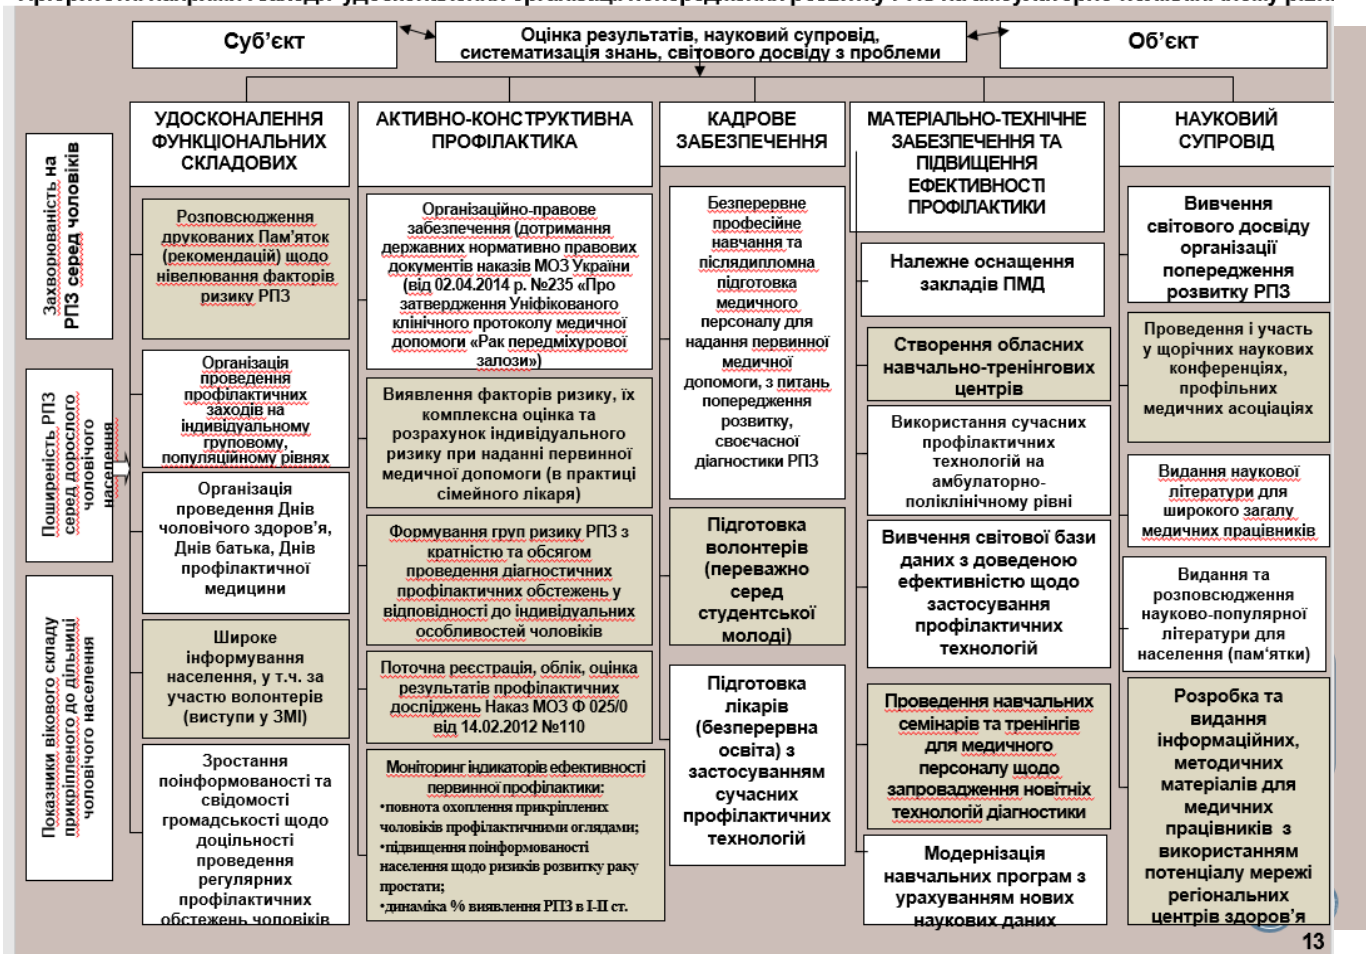 Суб’єкт
Оцінка результатів, науковий супровід,
систематизація знань, світового досвіду з проблеми
Об’єкт
Захворюваність на
РПЗ серед чоловіків
Поширеність РПЗ
серед дорослого
чоловічого
населення
Показники вікового складу
прикріпленого до дільниці
чоловічого населення
УДОСКОНАЛЕННЯ
ФУНКЦІОНАЛЬНИХ
СКЛАДОВИХ
Розповсюдження
друкованих Пам’яток
(рекомендацій) щодо
нівелювання факторів
ризику РПЗ
Організація
проведення
профілактичних
заходів на
індивідуальному
груповому,
популяційному рівнях
Організація
проведення Днів
чоловічого здоров’я,
Днів батька, Днів
профілактичної
медицини
Широке
інформування
населення, у т.ч. за
участю волонтерів
(виступи у ЗМІ)
Зростання
поінформованості та
свідомості
громадськості щодо
доцільності
проведення
регулярних
профілактичних
обстежень чоловіків
АКТИВНО-КОНСТРУКТИВНА
ПРОФІЛАКТИКА
Організаційно-правове
забезпечення (дотримання
державних нормативно правових
документів наказів МОЗ України
(від 02.04.2014 р. №235 «Про
затвердження Уніфікованого
клінічного протоколу медичної
допомоги «Рак передміхурової
залози»)
Виявлення факторів ризику, їх
комплексна оцінка та
розрахунок індивідуального
ризику при наданні первинної
медичної допомоги (в практиці
сімейного лікаря)
Формування груп ризику РПЗ з
кратністю та обсягом
проведення діагностичних
профілактичних обстежень у
відповідності до індивідуальних
особливостей чоловіків
Поточна реєстрація, облік, оцінка
результатів профілактичних
досліджень Наказ МОЗ Ф 025/0
від 14.02.2012 №110
Моніторинг індикаторів ефективності
первинної профілактики:
•повнота охоплення прикріплених
чоловіків профілактичними оглядами;
•підвищення поінформованості
населення щодо ризиків розвитку раку
простати;
•динаміка % виявлення РПЗ в І-ІІ ст.
КАДРОВЕ
ЗАБЕЗПЕЧЕННЯ
Безперервне
професійне
навчання та
післядипломна
підготовка
медичного
персоналу для
надання первинної
медичної
допомоги, з питань
попередження
розвитку,
своєчасної
діагностики РПЗ
Підготовка
волонтерів
(переважно
серед
студентської
молоді)
Підготовка
лікарів
(безперервна
освіта) з
застосуванням
сучасних
профілактичних
технологій
МАТЕРІАЛЬНО-ТЕХНІЧНЕ
ЗАБЕЗПЕЧЕННЯ ТА
ПІДВИЩЕННЯ
ЕФЕКТИВНОСТІ
ПРОФІЛАКТИКИ
Належне оснащення
закладів ПМД
Створення обласних
навчально-тренінгових
центрів
Використання сучасних
профілактичних
технологій на
амбулаторно-
поліклінічному рівні
Вивчення світової бази
даних з доведеною
ефективністю щодо
застосування
профілактичних
технологій
Проведення навчальних
семінарів та тренінгів
для медичного
персоналу щодо
запровадження новітніх
технологій діагностики
Модернізація
навчальних програм з
урахуванням нових
наукових даних
НАУКОВИЙ
СУПРОВІД
Вивчення
світового досвіду
організації
попередження
розвитку РПЗ
Проведення і участь
у щорічних наукових
конференціях,
профільних
медичних асоціаціях
Видання наукової
літератури для
широкого загалу
медичних працівників
Видання та
розповсюдження
науково-популярної
літератури для
населення (пам‘ятки)
Розробка та
видання
інформаційних,
методичних
матеріалів для
медичних
працівників з
використанням
потенціалу мережі
регіональних
центрів здоров’я
13